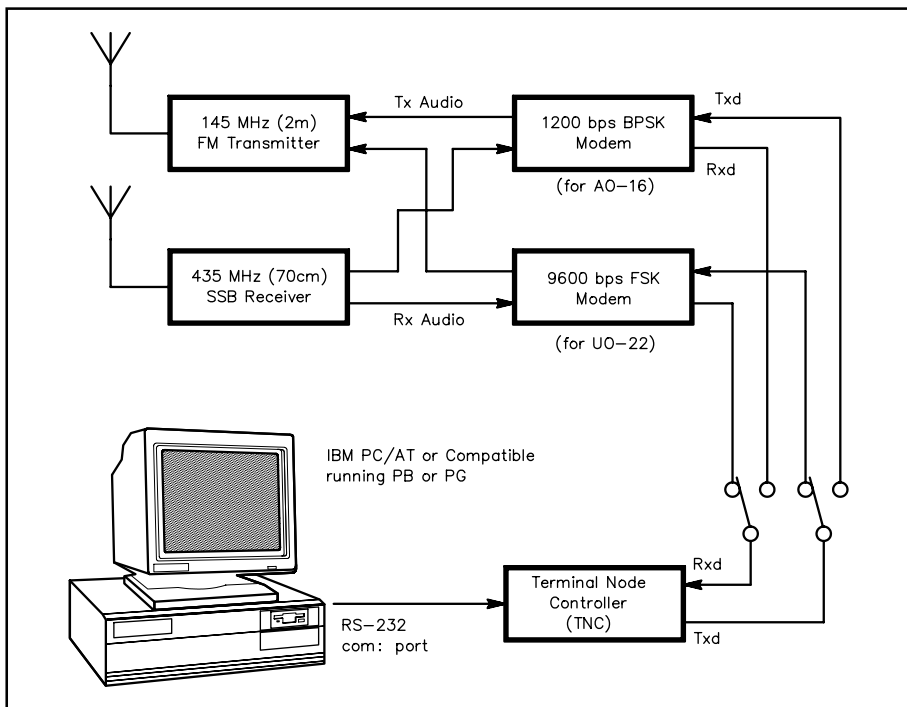 145 MHz (2m)
FM Transmitter
Tx Audio
1200 bps BPSK
Modem
(for AO-16)
Txd
Rxd
435 MHz (70cm)
SSB Receiver
Rx Audio
9600 bps FSK
Modem
(for UO-22)
IBM PC/AT or Compatible
running PB or PG
RS-232
com: port
Terminal Node
Controller
(TNC)
Rxd
Txd